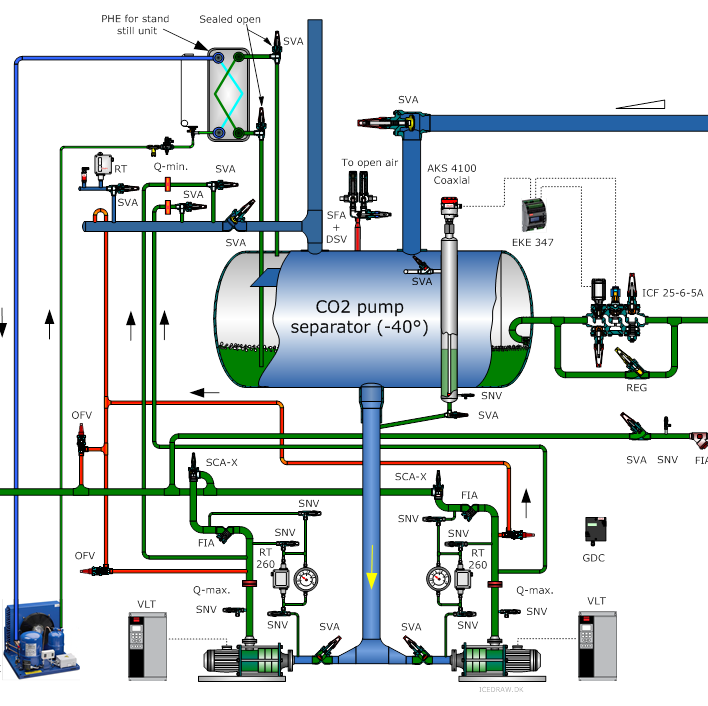 PHE for stand
still unit
Sealed open
SVA
SVA
RT
Q-min.
SVA
SVA
SVA
SVA
To open air
AKS 4100
Coaxial
SFA
+
DSV
EKE 347
SVA
ICF 25-6-5A
CO2 pump
separator (-40°)
REG
SNV
SVA
OFV
SVA
SNV
FIA
SCA-X
SCA-X
SNV
FIA
FIA
SNV
SNV
SNV
RT
260
RT
260
GDC
OFV
Q-max.
Q-max.
VLT
SNV
SNV
SNV
SNV
VLT
SVA
SVA
ICEDRAW.DK